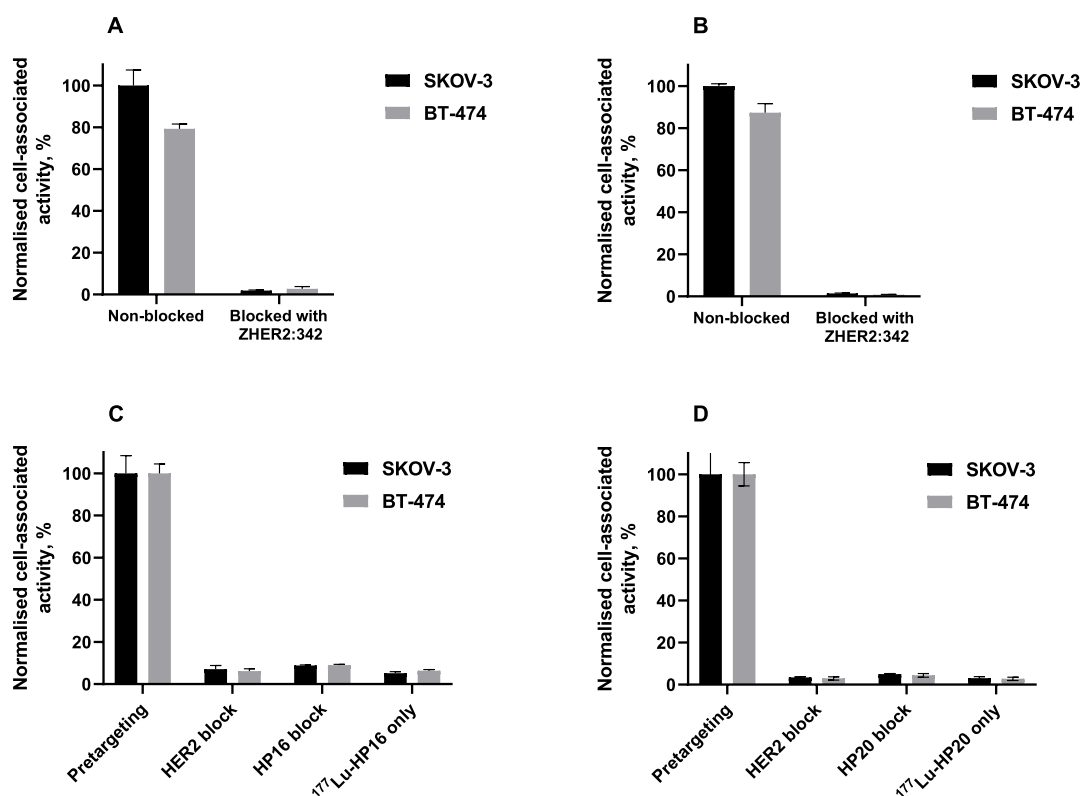 A
Normalised cell-associated
activity, %
100
80
60
40
20
0
Non-blocked
Blocked with
ZHER2:342
SKOV-3
BT-474
B
Normalised cell-associated
activity, %
100
80
60
40
20
0
Non-blocked
Blocked with
ZHER2:342
SKOV-3
BT-474
C
Normalised cell-associated
activity, %
100
80
60
40
20
0
Pretargeting
HER2 block
HP16 block
¹⁷⁷Lu-HP16 only
SKOV-3
BT-474
D
Normalised cell-associated
activity, %
100
80
60
40
20
0
Pretargeting
HER2 block
HP20 block
¹⁷⁷Lu-HP20 only
SKOV-3
BT-474